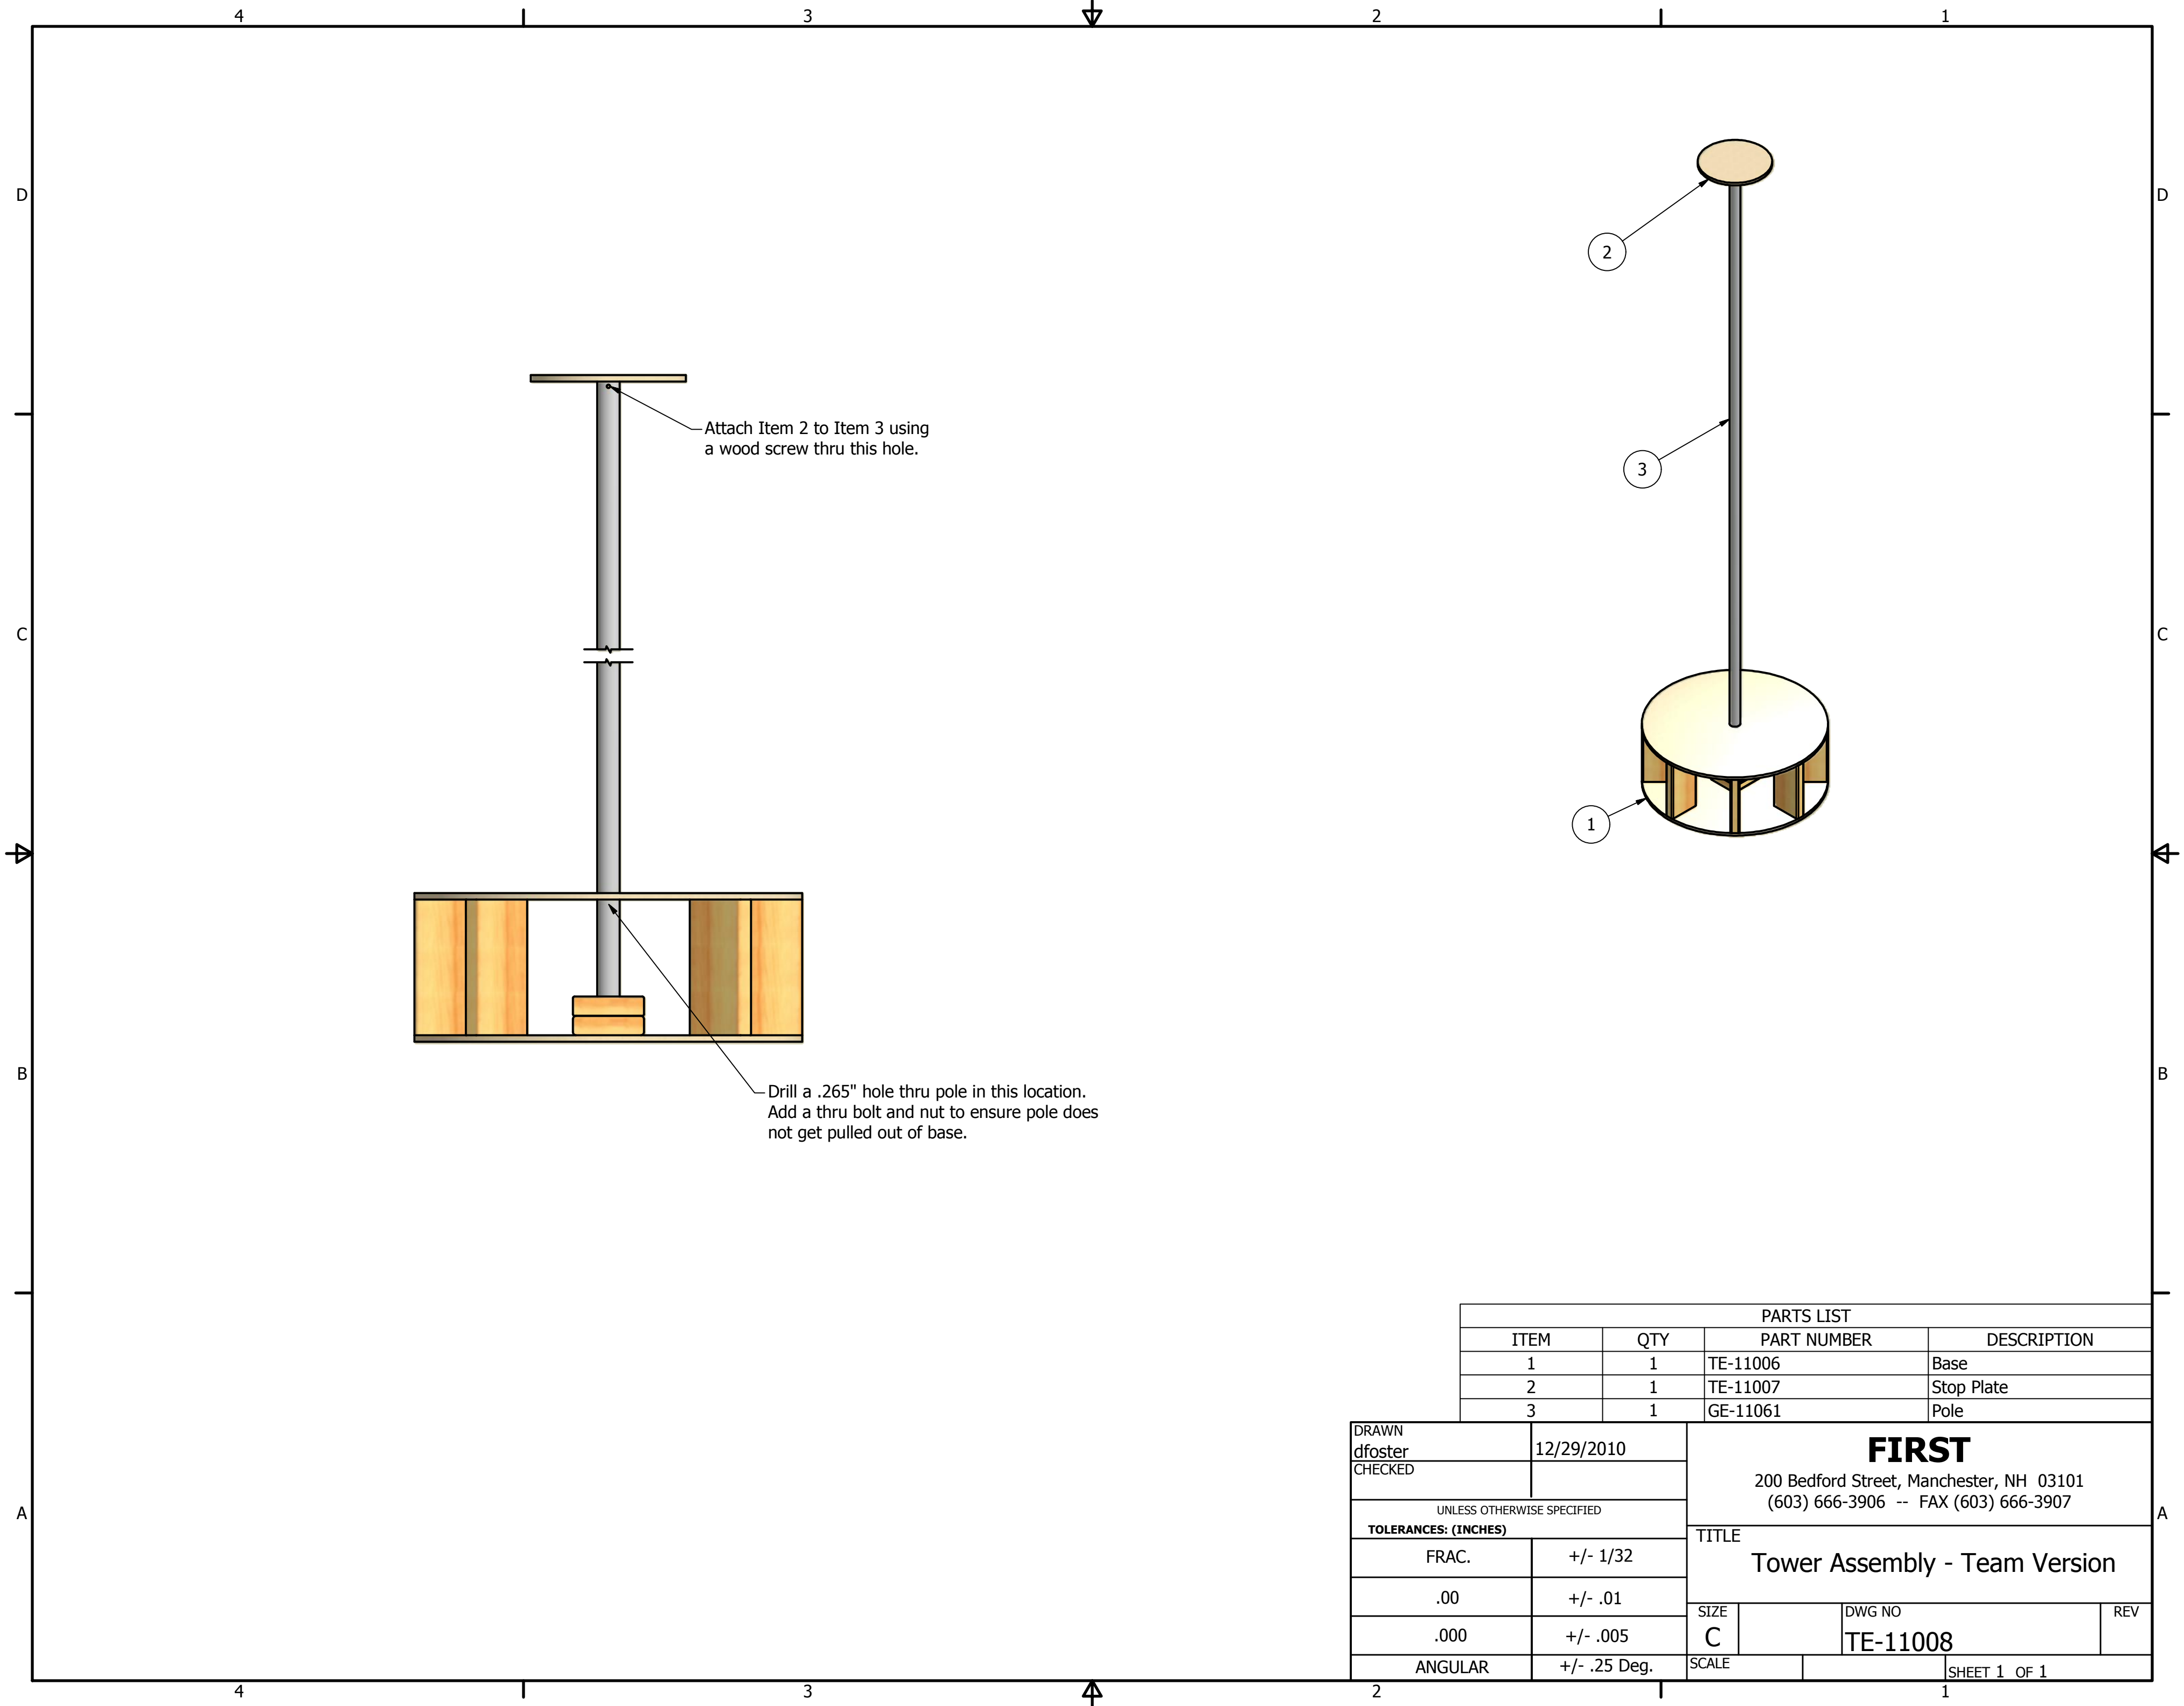 4 3 2 1
D D
2
Attach Item 2 to Item 3 using
a wood screw thru this hole.
3
C C
1
B B
Drill a .265" hole thru pole in this location.
Add a thru bolt and nut to ensure pole does
not get pulled out of base.
PARTS LIST
ITEM QTY PART NUMBER DESCRIPTION
1 1 TE-11006 Base
2 1 TE-11007 Stop Plate
3 1 GE-11061 Pole
DRAWN
dfoster 12/29/2010
CHECKED
FIRST
200 Bedford Street, Manchester, NH 03101
(603) 666-3906 -- FAX (603) 666-3907
A A
UNLESS OTHERWISE SPECIFIED
TOLERANCES: (INCHES)
FRAC. +/- 1/32
.00 +/- .01
.000 +/- .005
ANGULAR +/- .25 Deg.
TITLE
Tower Assembly - Team Version
SIZE DWG NO REV
C TE-11008
SCALE SHEET 1 OF 1
4 3 2 1